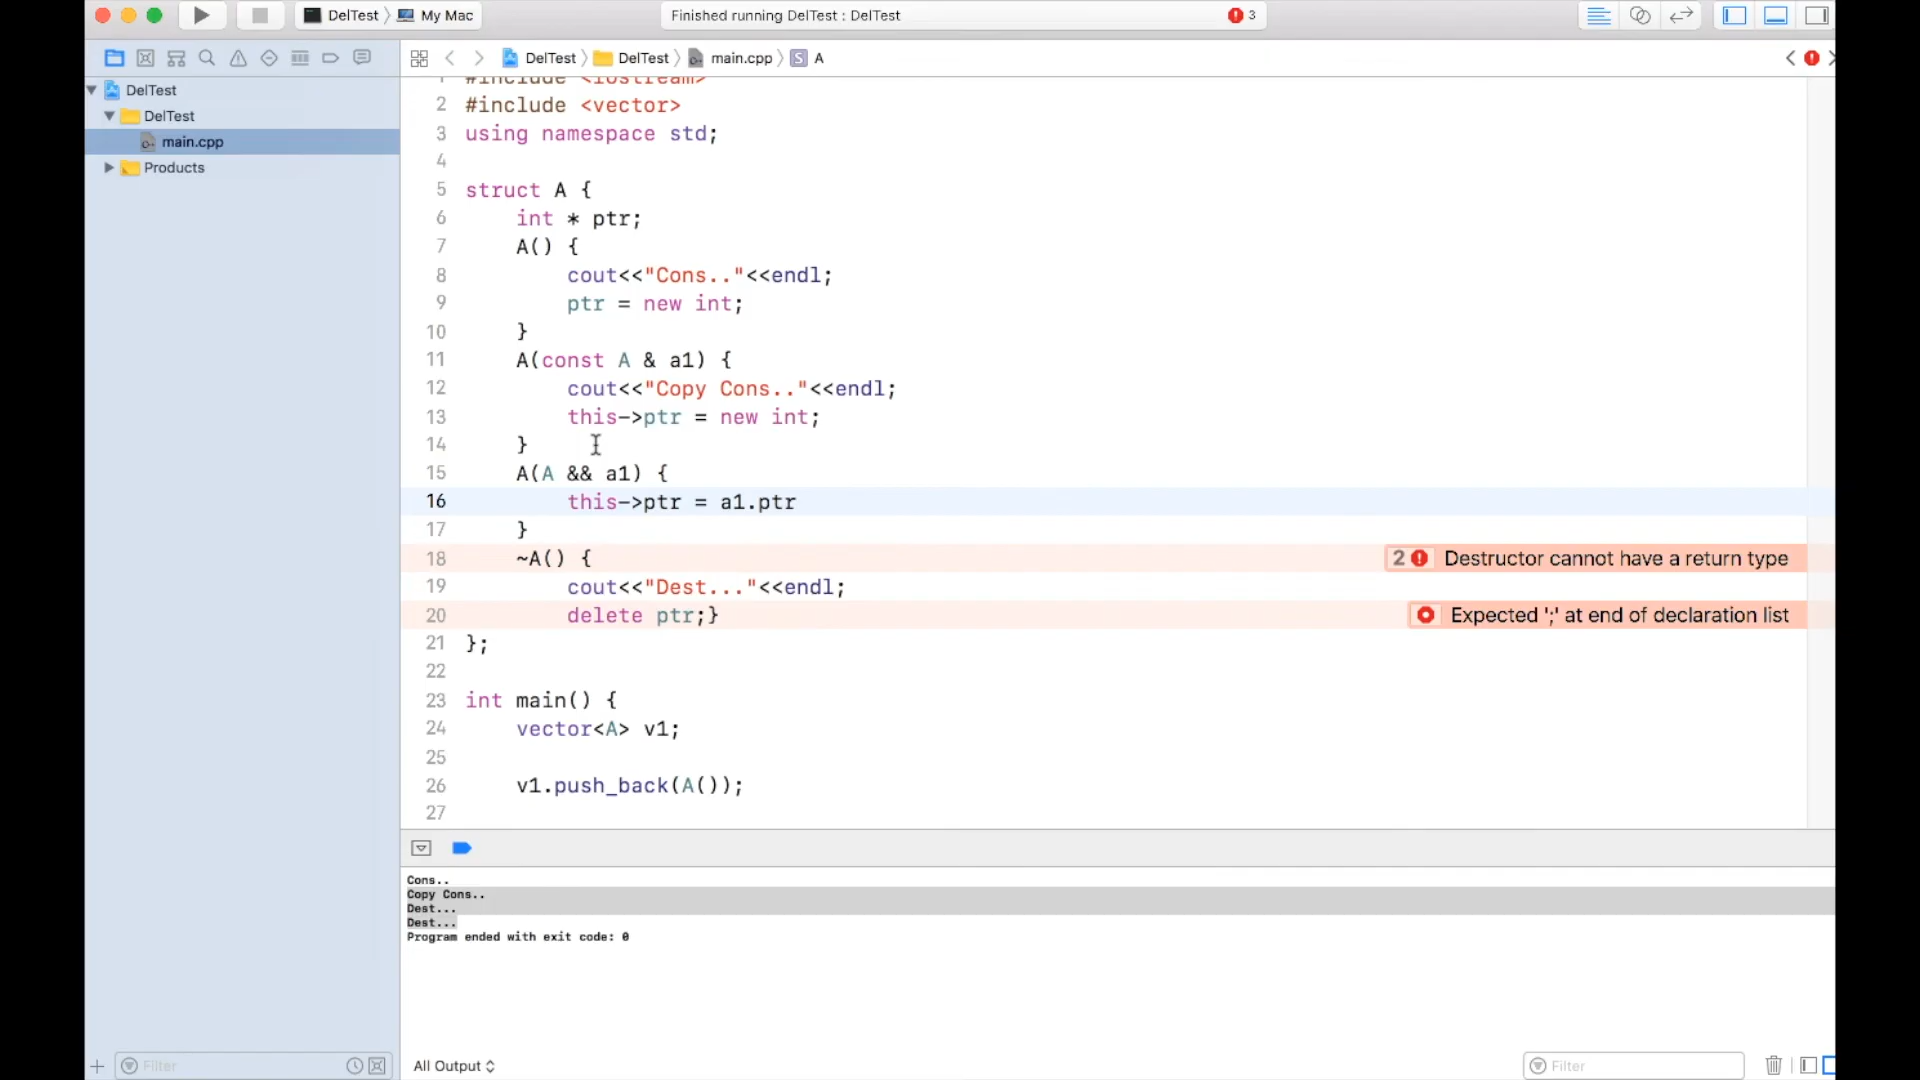 DelTest 〉 My Mac
Finished running DelTest : DelTest
3
DelTest 〉 DelTest 〉 main.cpp 〉 S A
DelTest
DelTest
main.cpp
Products
1 #include <iostream>
2 #include <vector>
3 using namespace std;
4
5 struct A {
6 int * ptr;
7 A() {
8 cout<<"Cons.."<<endl;
9 ptr = new int;
10 }
11 A(const A & a1) {
12 cout<<"Copy Cons.."<<endl;
13 this->ptr = new int;
14 }
15 A(A && a1) {
16 this->ptr = a1.ptr
17 }
18 ~A() { 2 Destructor cannot have a return type
19 cout<<"Dest..."<<endl;
20 delete ptr;} Expected ';' at end of declaration list
21 };
22
23 int main() {
24 vector<A> v1;
25
26 v1.push_back(A());
27
Cons..
Copy Cons..
Dest...
Dest...
Program ended with exit code: 0
Filter
All Output
Filter